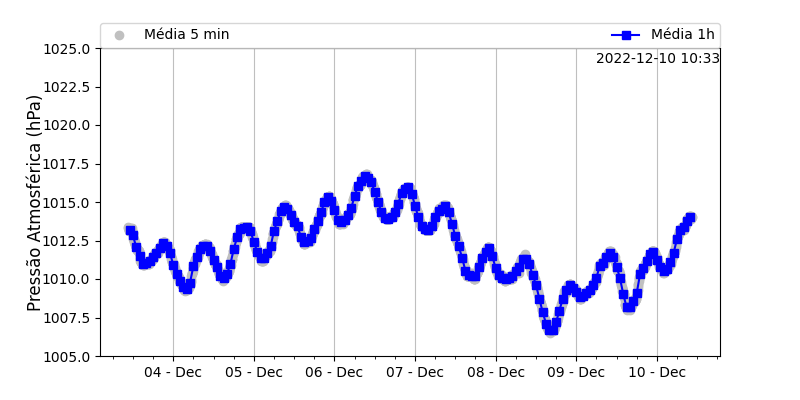 Média 5 min
Média 1h
2022-12-10 10:33
Pressão Atmosférica (hPa)
1025.0
1022.5
1020.0
1017.5
1015.0
1012.5
1010.0
1007.5
1005.0
04 - Dec
05 - Dec
06 - Dec
07 - Dec
08 - Dec
09 - Dec
10 - Dec